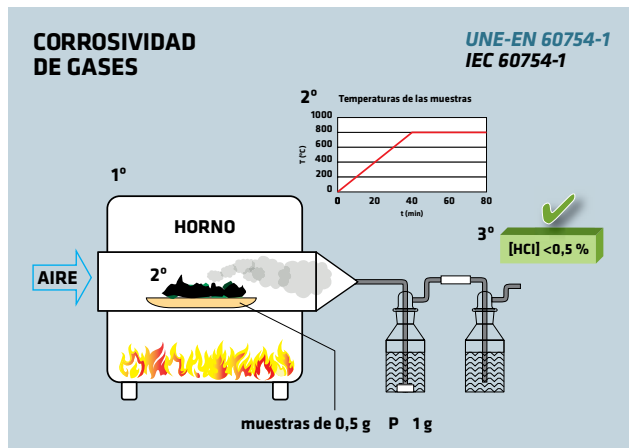 CORROSIVIDAD
DE GASES
UNE-EN 60754-1
IEC 60754-1
2º
Temperaturas de las muestras
1000
800
600
400
200
0
T (ºC)
0 20 40 60 80
t (min)
1º
HORNO
3º
[HCl] <0,5 %
AIRE
2º
muestras de 0,5 g P 1 g